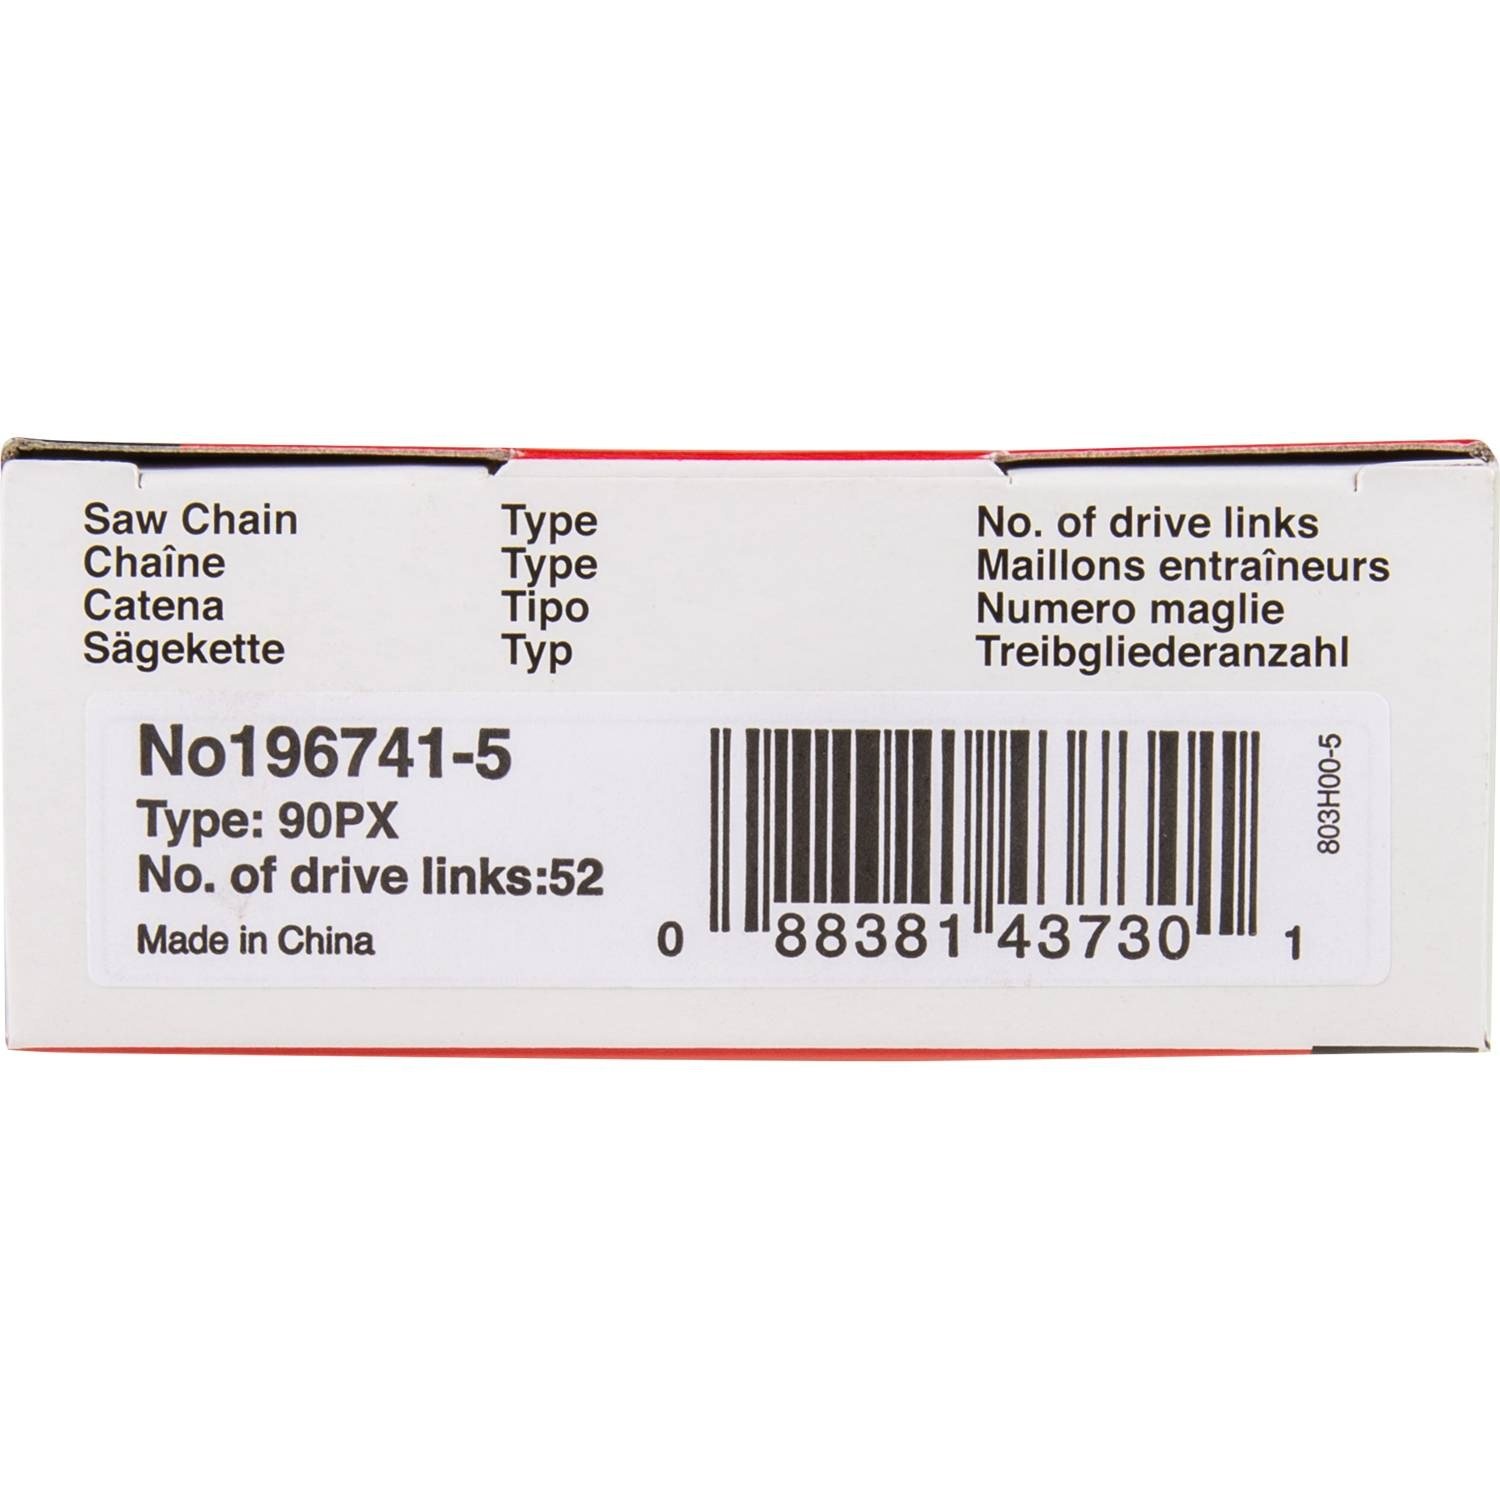 Saw Chain Type No. of drive links
Chaîne Type Maillons entraîneurs
Catena Tipo Numero maglie
Sägekette Typ Treibgliederanzahl
No196741-5
Type: 90PX
No. of drive links:52
Made in China
0 88381 43730 1
803H00-5